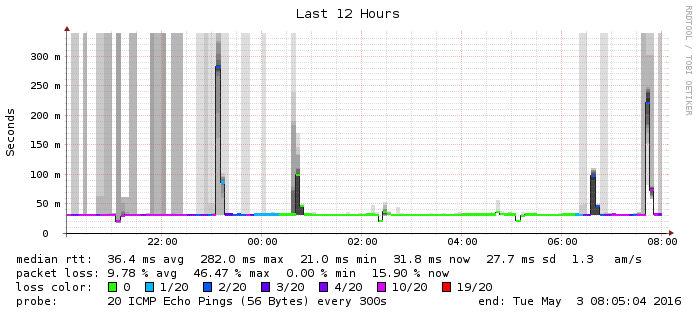 Last 12 Hours
RRDTOOL / TOBI OETIKER
Seconds
300 m
250 m
200 m
150 m
100 m
50 m
0
22:00 00:00 02:00 04:00 06:00 08:00
median rtt: 36.4 ms avg 282.0 ms max 21.0 ms min 31.8 ms now 27.7 ms sd 1.3 am/s
packet loss: 9.78 % avg 46.47 % max 0.00 % min 15.90 % now
loss color: 0 1/20 2/20 3/20 4/20 10/20 19/20
probe: 20 ICMP Echo Pings (56 Bytes) every 300s end: Tue May 3 08:05:04 2016